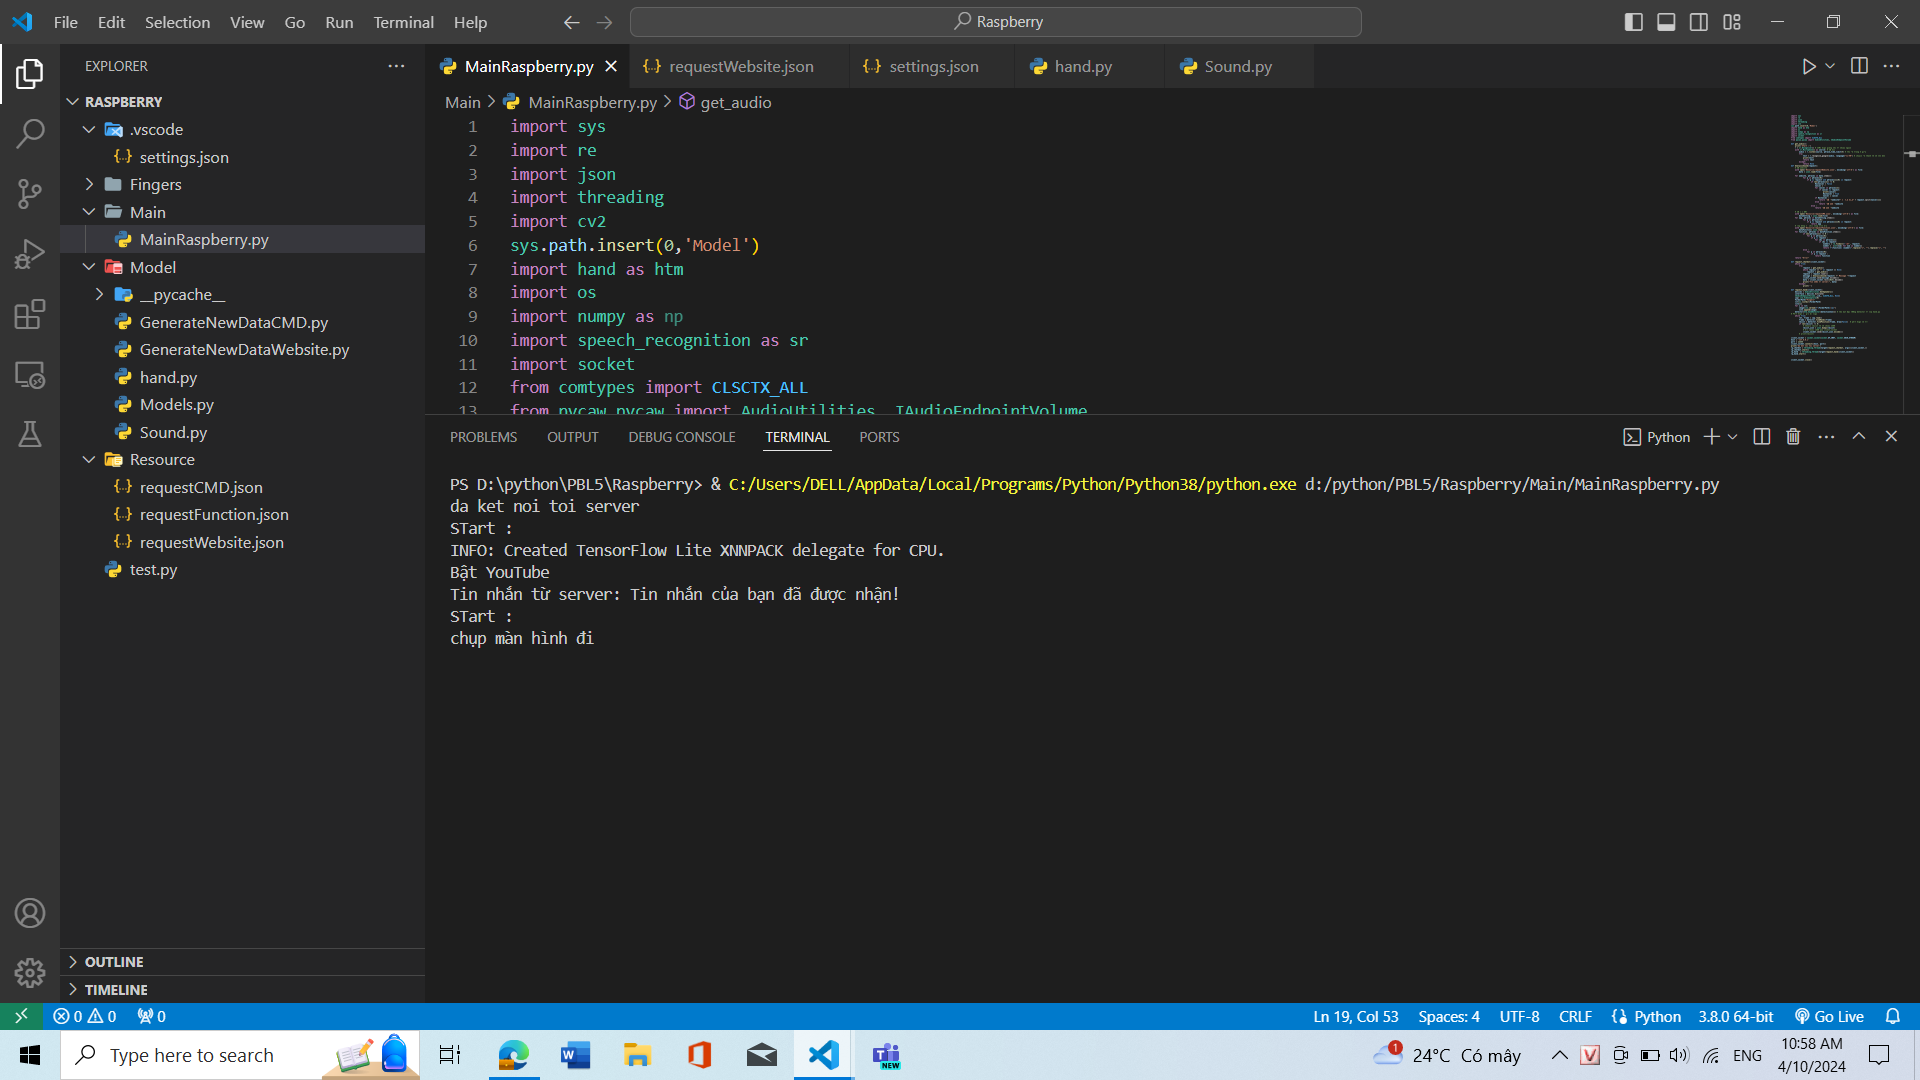 File Edit Selection View Go Run Terminal Help
Raspberry
EXPLORER
RASPBERRY
.vscode
settings.json
Fingers
Main
MainRaspberry.py
Model
__pycache__
GenerateNewDataCMD.py
GenerateNewDataWebsite.py
hand.py
Models.py
Sound.py
Resource
requestCMD.json
requestFunction.json
requestWebsite.json
test.py
OUTLINE
TIMELINE
MainRaspberry.py requestWebsite.json settings.json hand.py Sound.py
Main > MainRaspberry.py > get_audio
1 import sys
2 import re
3 import json
4 import threading
5 import cv2
6 sys.path.insert(0,'Model')
7 import hand as htm
8 import os
9 import numpy as np
10 import speech_recognition as sr
11 import socket
12 from comtypes import CLSCTX_ALL
13 from pycaw.pycaw import AudioUtilities, IAudioEndpointVolume
PROBLEMS OUTPUT DEBUG CONSOLE TERMINAL PORTS
Python
PS D:\python\PBL5\Raspberry> & C:/Users/DELL/AppData/Local/Programs/Python/Python38/python.exe d:/python/PBL5/Raspberry/Main/MainRaspberry.py
da ket noi toi server
STart :
INFO: Created TensorFlow Lite XNNPACK delegate for CPU.
Bật YouTube
Tin nhắn từ server: Tin nhắn của bạn đã được nhận!
STart :
chụp màn hình đi
0 0 0 Ln 19, Col 53 Spaces: 4 UTF-8 CRLF Python 3.8.0 64-bit Go Live
Type here to search
NEW
1
24°C Có mây
V
ENG
10:58 AM
4/10/2024